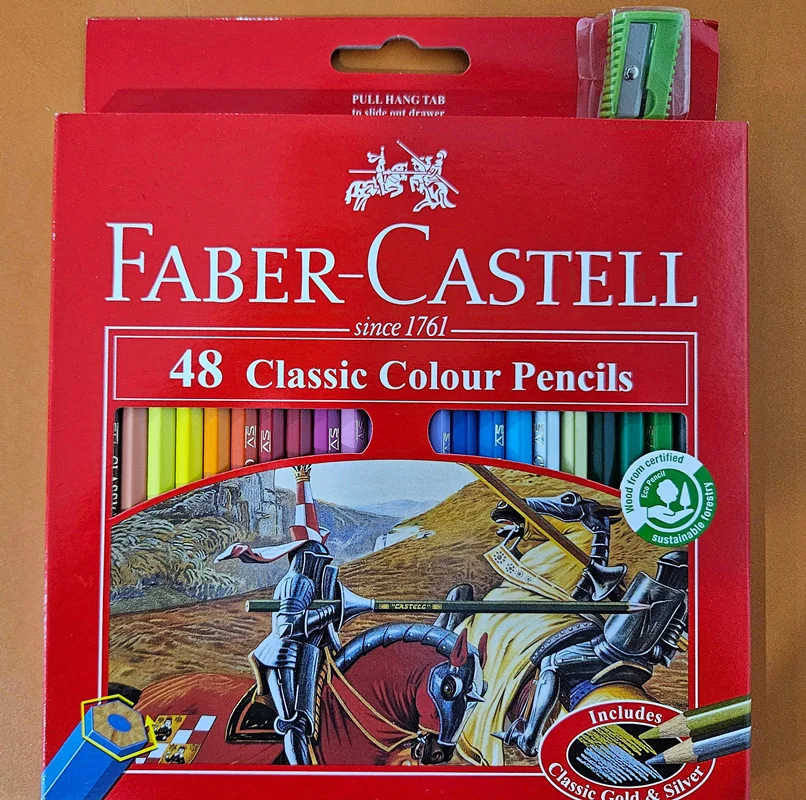 PULL HANG TAB
to slide out drawer
FABER-CASTELL
since 1761
48 Classic Colour Pencils
Wood from certified
Eco Pencil
sustainable forestry
"CASTELL"
Includes
Classic Gold & Silver